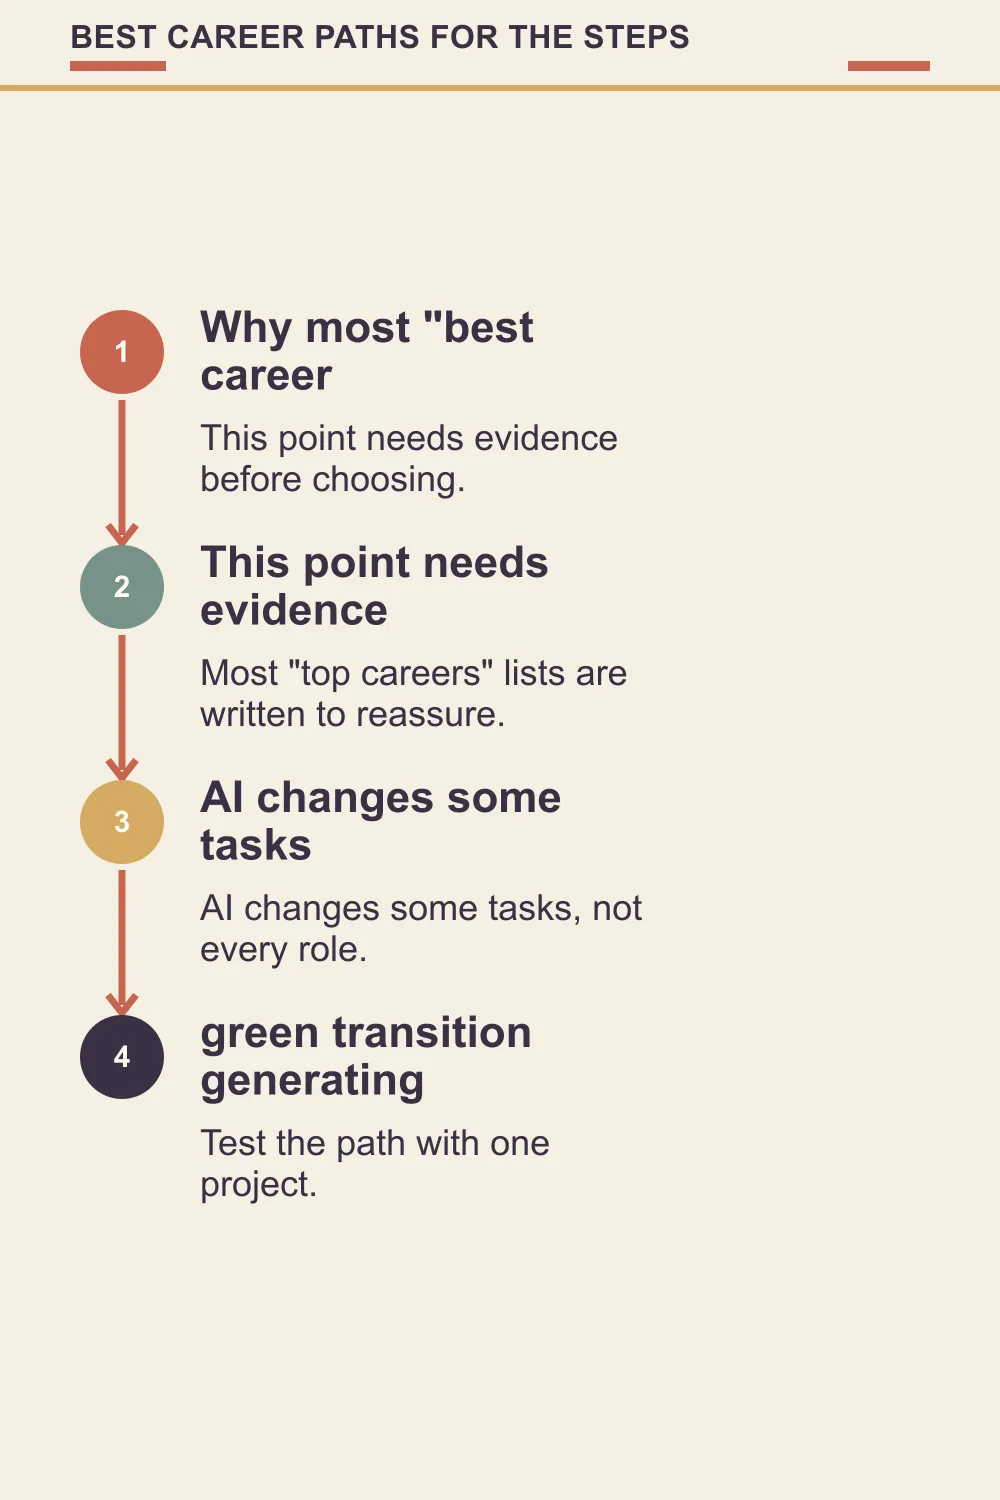 BEST CAREER PATHS FOR THE STEPS
1
Why most "best
career
This point needs evidence
before choosing.
2
This point needs
evidence
Most "top careers" lists are
written to reassure.
3
AI changes some
tasks
AI changes some tasks, not
every role.
4
green transition
generating
Test the path with one
project.